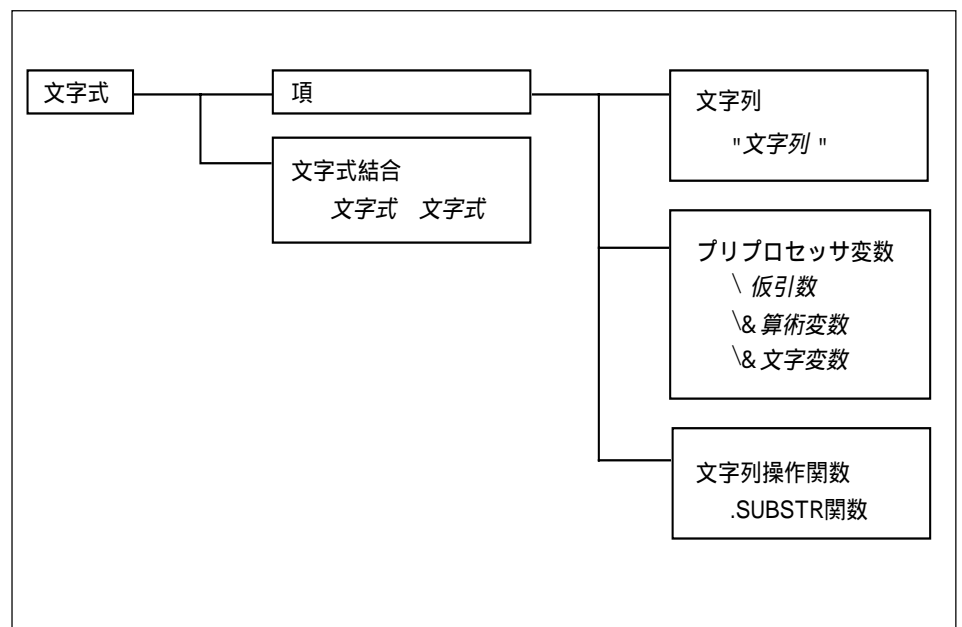 文字式
項
文字式結合
文字式　文字式
文字列
"文字列 "
プリプロセッサ変数
\ 仮引数
\& 算術変数
\& 文字変数
文字列操作関数
.SUBSTR関数